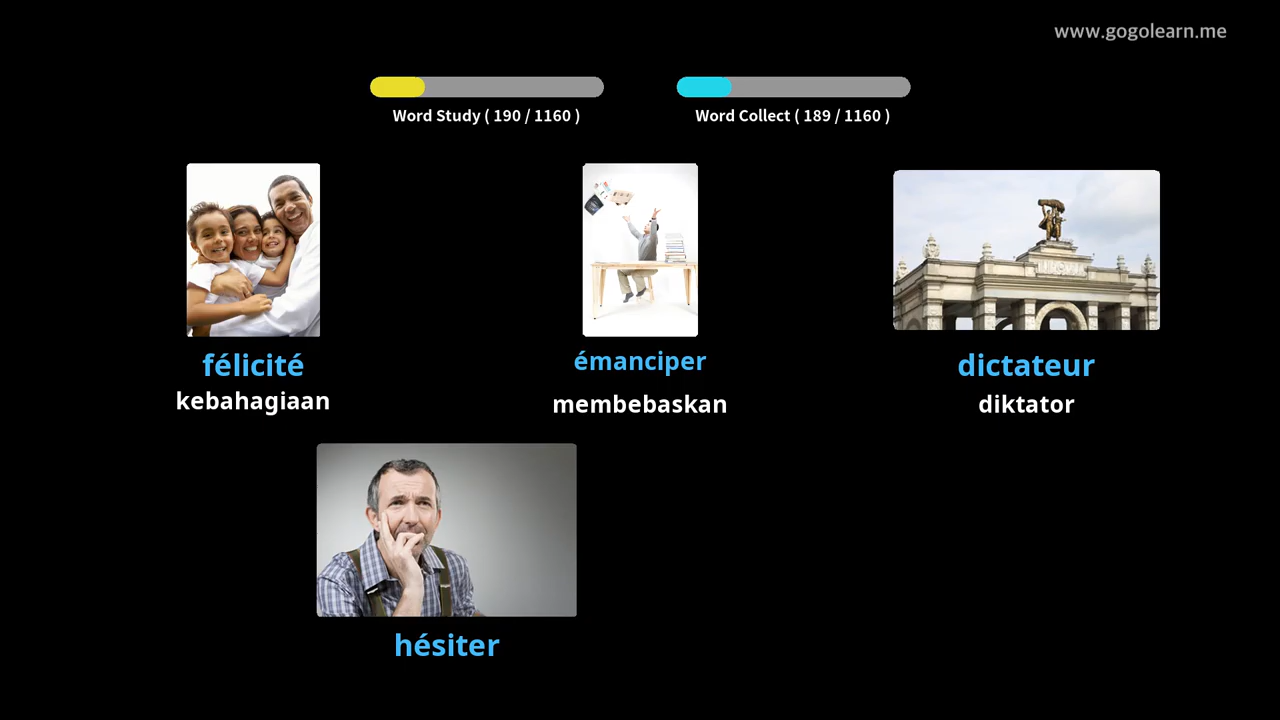 www.gogolearn.me
Word Study ( 190 / 1160 )
Word Collect ( 189 / 1160 )
félicité
kebahagiaan
émanciper
membebaskan
dictateur
diktator
hésiter